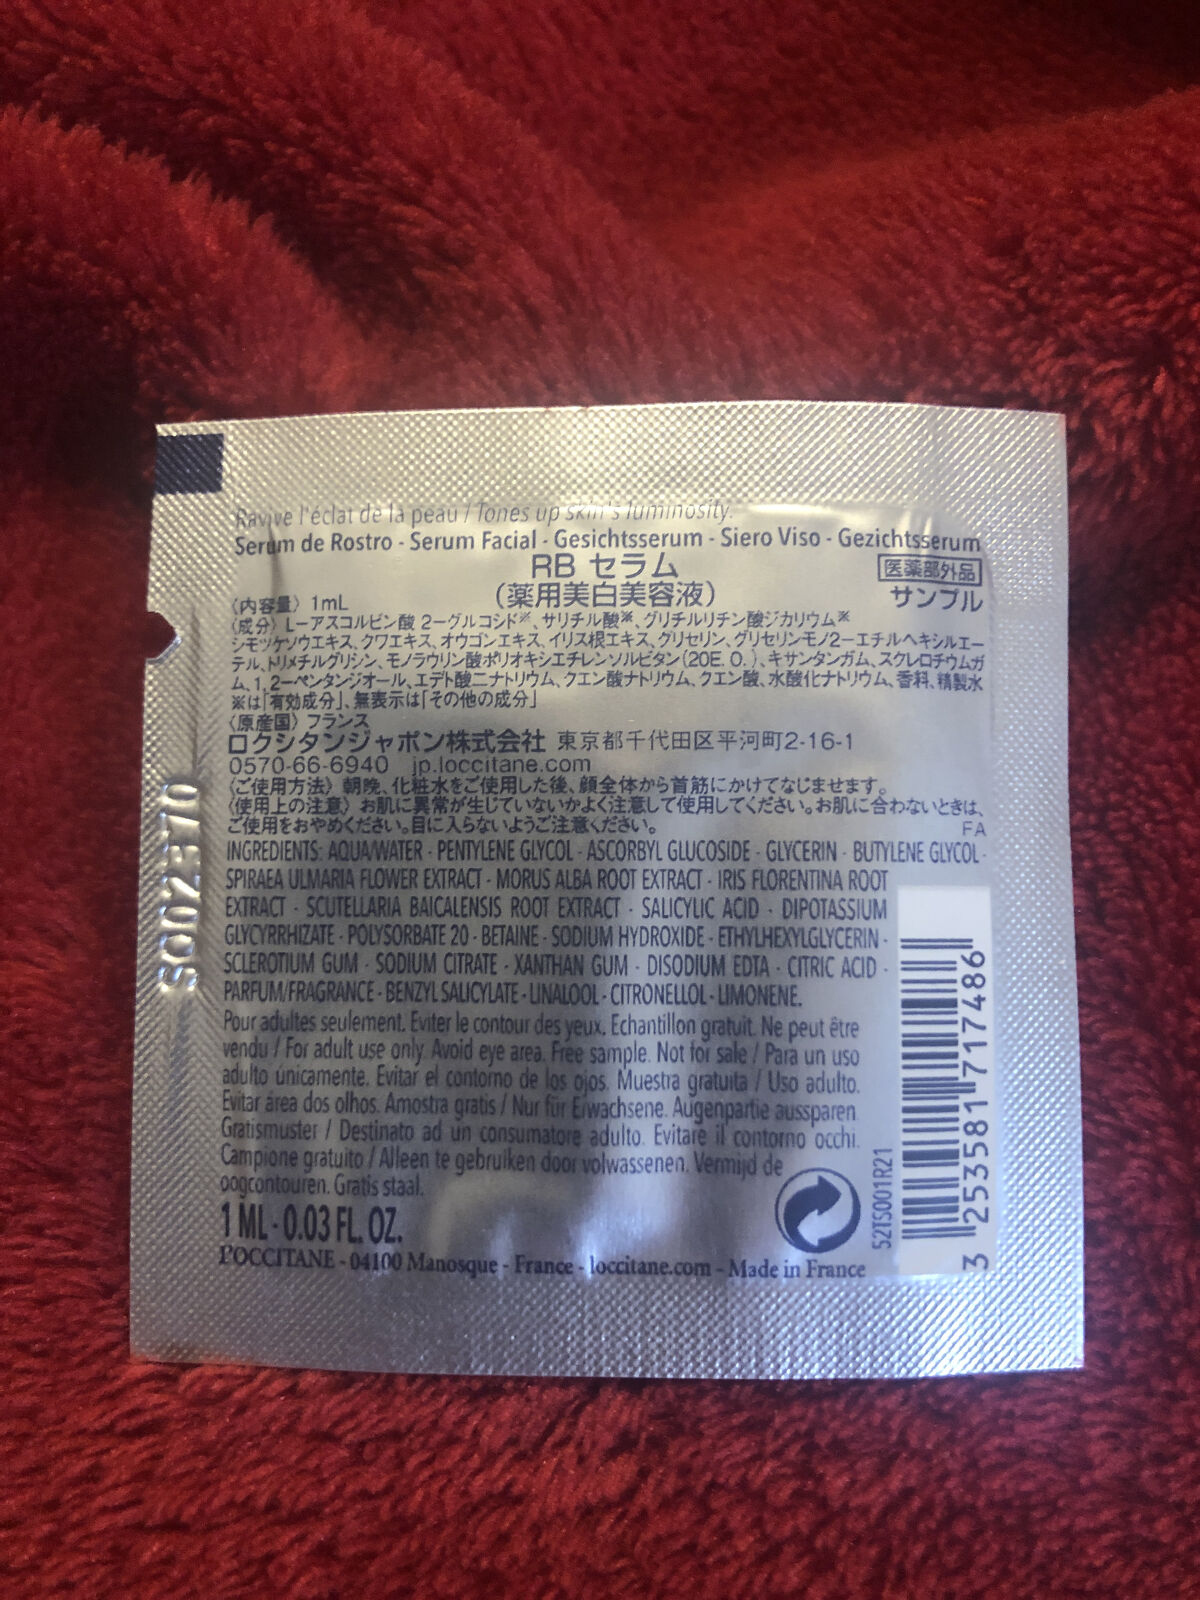 Ravive l'éclat de la peau / Tones up skin's luminosity.
Serum de Rostro - Serum Facial - Gesichtsserum - Siero Viso - Gezichtsserum
RB セラム
医薬部外品
(薬用美白美容液)
サンプル
〈内容量〉 1mL
〈成分〉 L-アスコルビン酸 2-グルコシド※、サリチル酸※、グリチルリチン酸ジカリウム※
シモツケソウエキス、クワエキス、オウゴンエキス、イリス根エキス、グリセリン、グリセリンモノ2-エチルヘキシルエー
テル、トリメチルグリシン、モノラウリン酸ポリオキシエチレンソルビタン(20E. O. )、キサンタンガム、スクレロチウムガ
ム、1, 2-ペンタンジオール、エデト酸二ナトリウム、クエン酸ナトリウム、クエン酸、水酸化ナトリウム、香料、精製水
※は「有効成分」、無表示は「その他の成分」
〈原産国〉 フランス
ロクシタンジャポン株式会社 東京都千代田区平河町2-16-1
0570-66-6940 jp.loccitane.com
〈ご使用方法〉 朝晩、化粧水をご使用した後、顔全体から首筋にかけてなじませます。
〈使用上の注意〉 お肌に異常が生じていないかよく注意して使用してください。お肌に合わないときは、
ご使用をおやめください。目に入らないようご注意ください。
FA
INGREDIENTS: AQUA/WATER - PENTYLENE GLYCOL - ASCORBYL GLUCOSIDE - GLYCERIN - BUTYLENE GLYCOL -
SPIRAEA ULMARIA FLOWER EXTRACT - MORUS ALBA ROOT EXTRACT - IRIS FLORENTINA ROOT
EXTRACT - SCUTELLARIA BAICALENSIS ROOT EXTRACT - SALICYLIC ACID - DIPOTASSIUM
GLYCYRRHIZATE - POLYSORBATE 20 - BETAINE - SODIUM HYDROXIDE - ETHYLHEXYLGLYCERIN -
SCLEROTIUM GUM - SODIUM CITRATE - XANTHAN GUM - DISODIUM EDTA - CITRIC ACID -
PARFUM/FRAGRANCE - BENZYL SALICYLATE - LINALOOL - CITRONELLOL - LIMONENE.
Pour adultes seulement. Eviter le contour des yeux. Echantillon gratuit. Ne peut être
vendu / For adult use only. Avoid eye area. Free sample. Not for sale / Para un uso
adulto únicamente. Evitar el contorno de los ojos. Muestra gratuita / Uso adulto.
Evitar área dos olhos. Amostra gratis / Nur für Erwachsene. Augenpartie aussparen.
Gratismuster / Destinato ad un consumatore adulto. Evitare il contorno occhi.
Campione gratuito / Alleen te gebruiken door volwassenen. Vermijd de
oogcontouren. Gratis staal.
1 ML - 0.03 FL. OZ.
L'OCCITANE - 04100 Manosque - France - loccitane.com - Made in France
52TS001R21
3 253581 717486